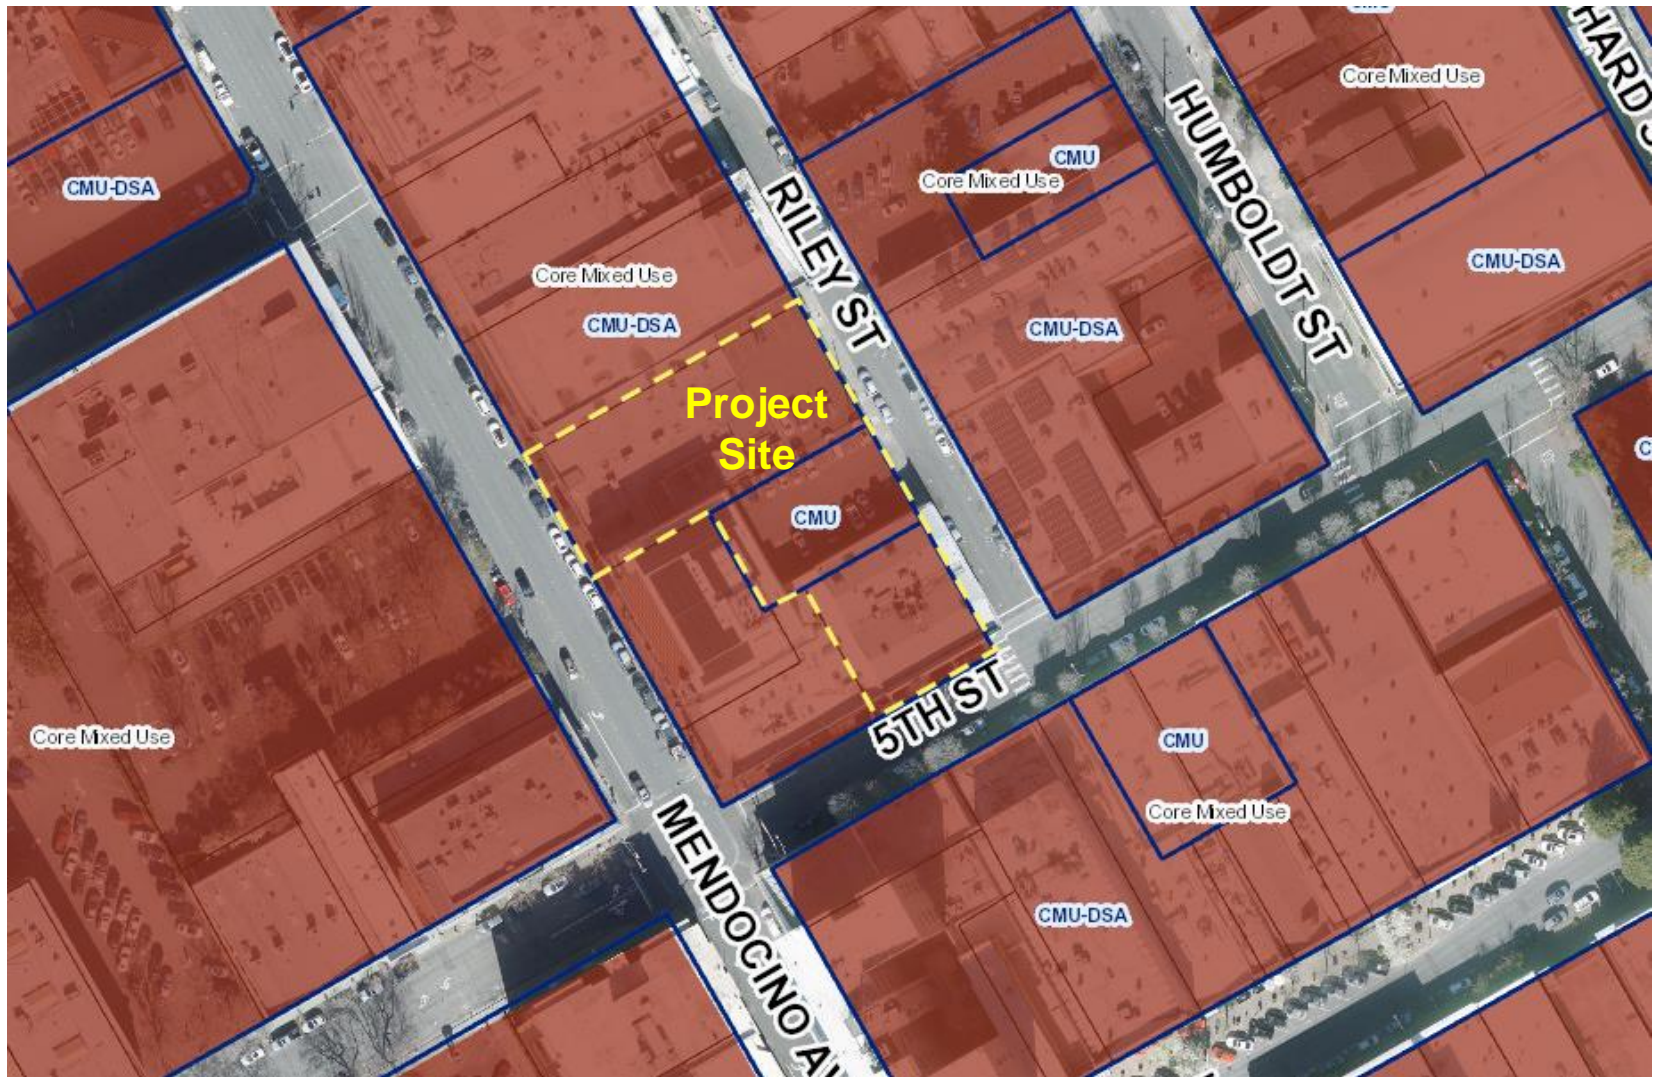 Core Mixed Use
CMU-DSA
CMU
Core Mixed Use
RILEY ST
HUMBOLDT ST
CMU-DSA
Core Mixed Use
CMU-DSA
CMU-DSA
Project
Site
CMU
5TH ST
Core Mixed Use
CMU
Core Mixed Use
MENDOCINO AV
CMU-DSA